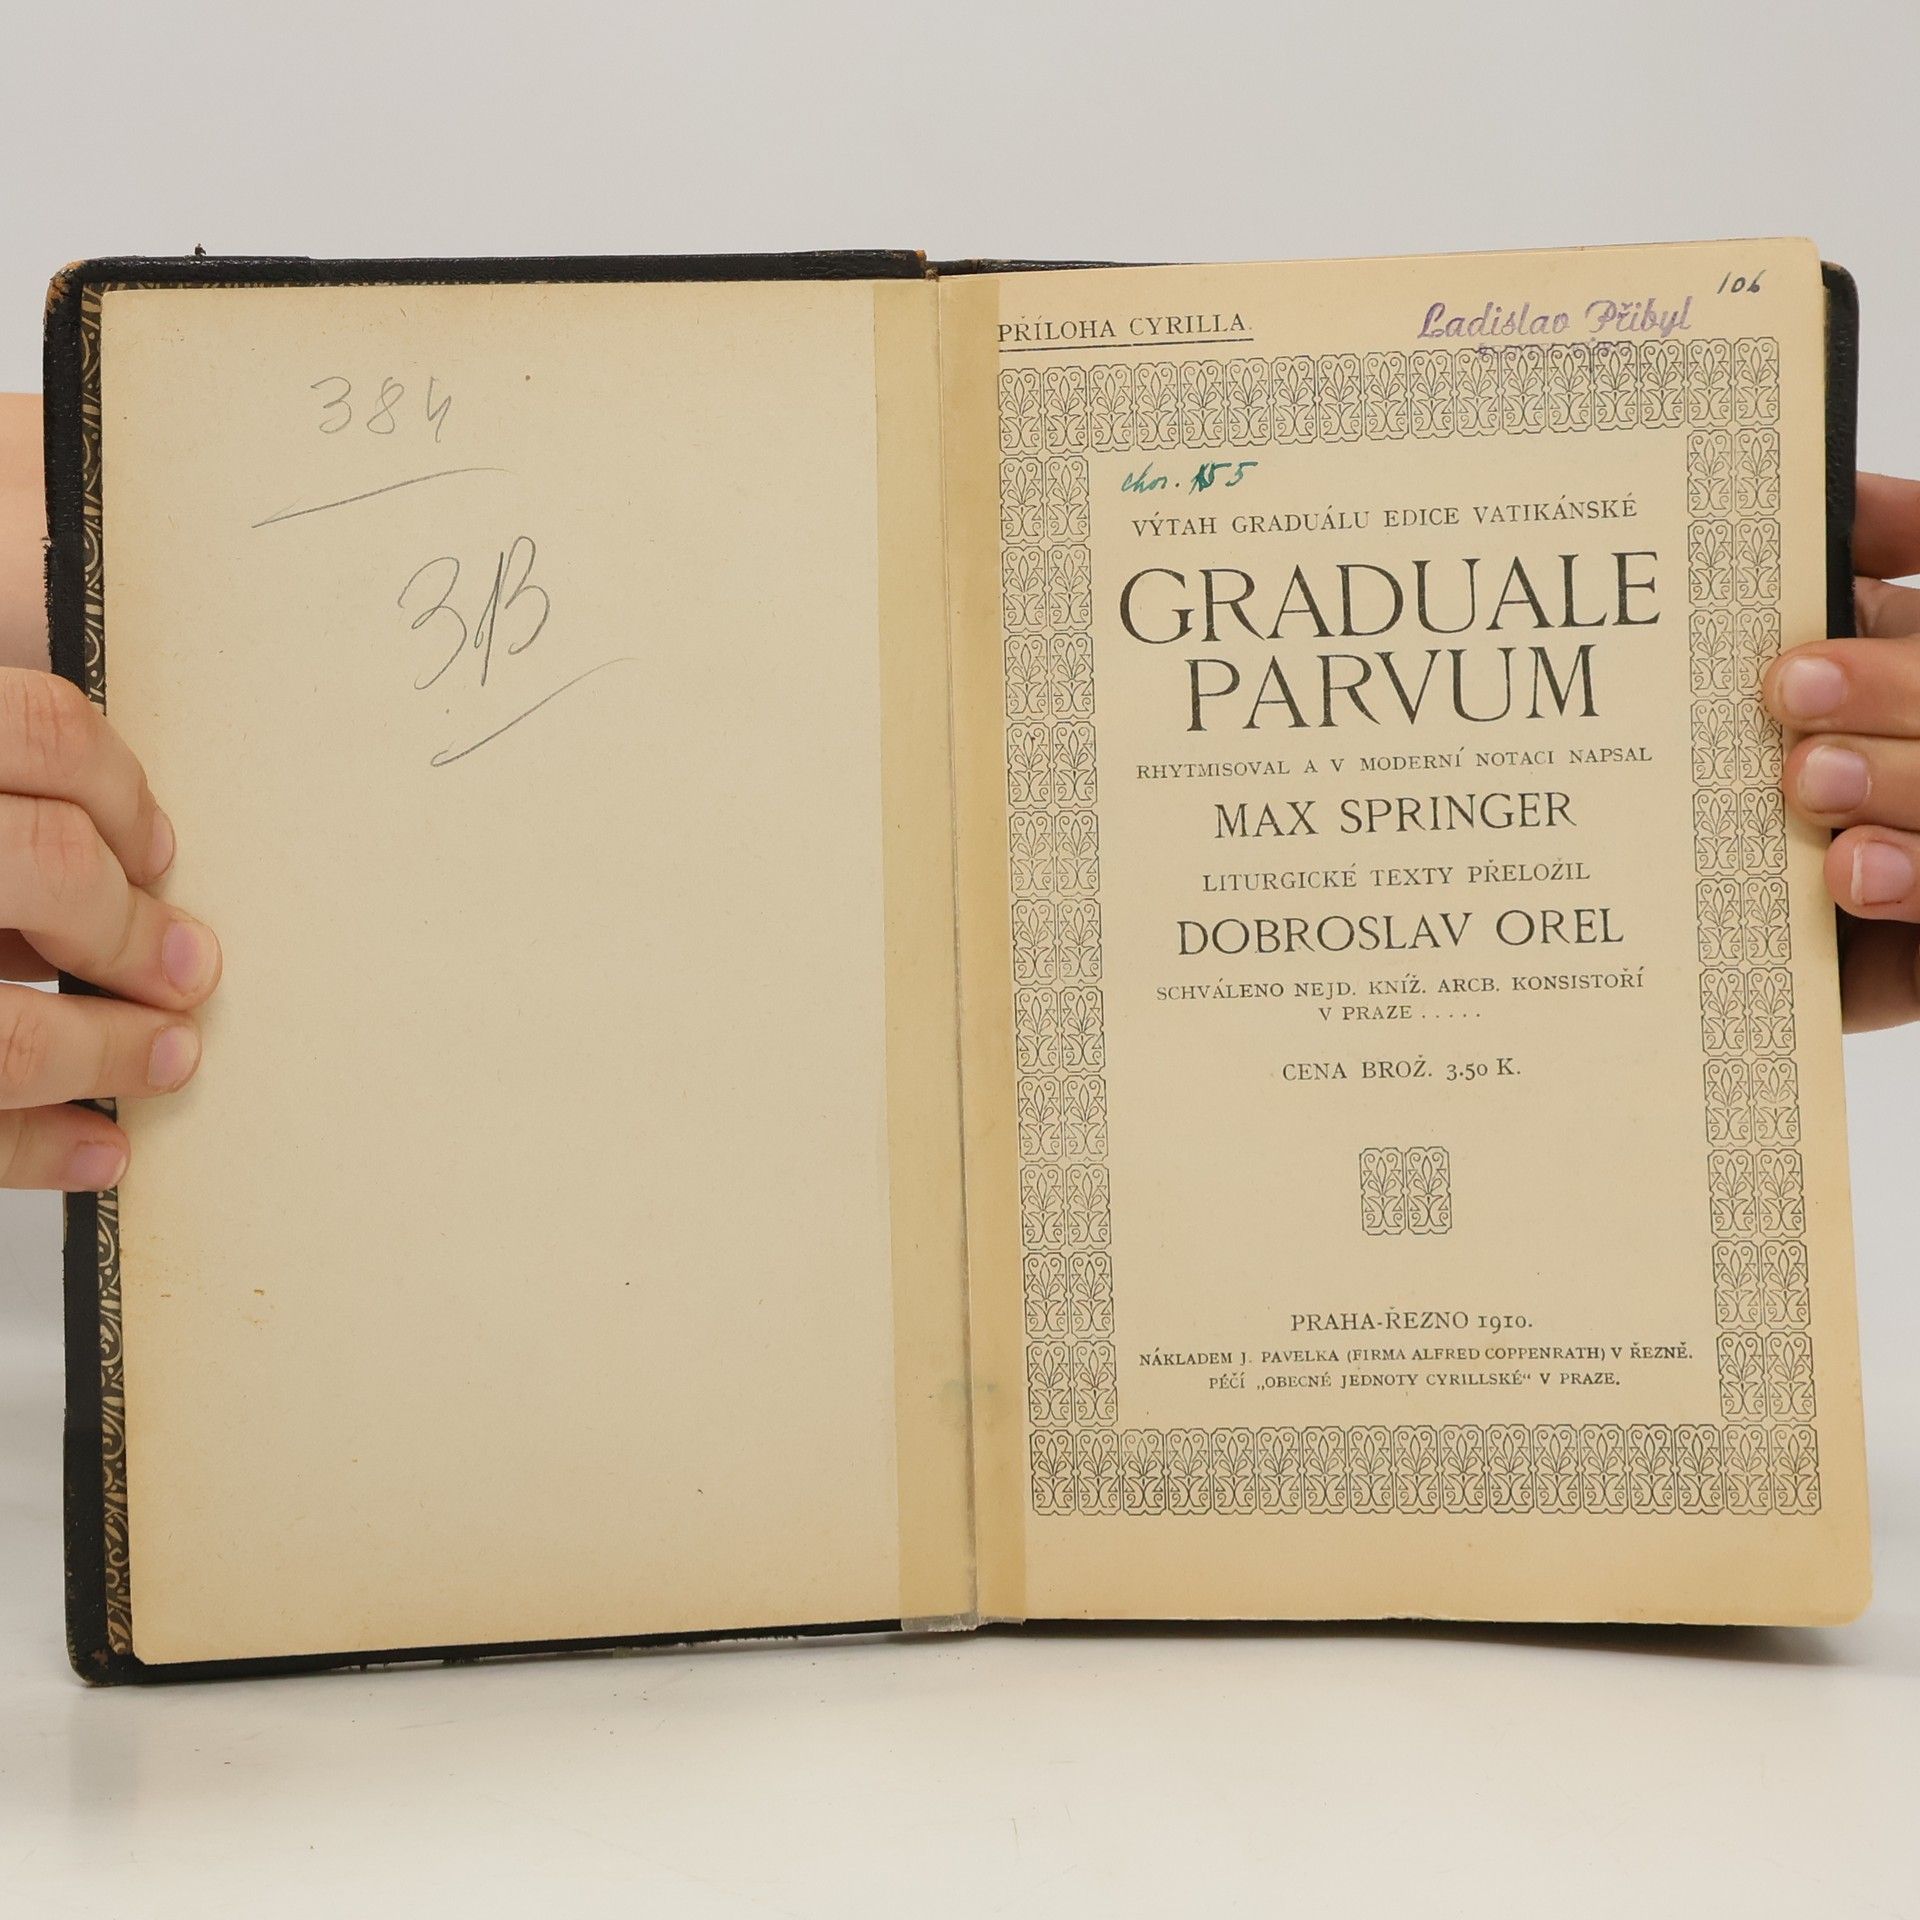 384
3B
106
PŘÍLOHA CYRILLA.
Ladislav Přibyl
chor. 55
VÝTAH GRADUÁLU EDICE VATIKÁNSKÉ
GRADUALE
PARVUM
RHYTMISOVAL A V MODERNÍ NOTACI NAPSAL
MAX SPRINGER
LITURGICKÉ TEXTY PŘELOŽIL
DOBROSLAV OREL
SCHVÁLENO NEJD. KNÍŽ. ARCB. KONSISTOŘÍ
V PRAZE . . . . .
CENA BROŽ. 3.50 K.
PRAHA-ŘEZNO 1910.
NÁKLADEM J. PAVELKA (FIRMA ALFRED COPPENRATH) V ŘEZNĚ.
PÉČÍ „OBECNÉ JEDNOTY CYRILLSKÉ“ V PRAZE.